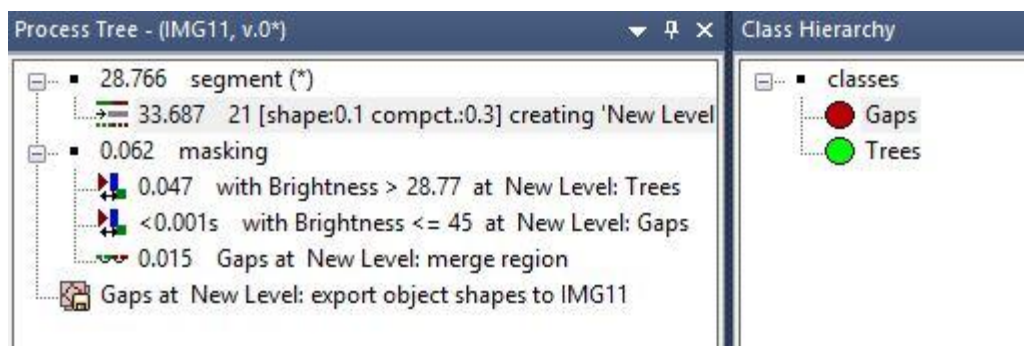 Process Tree - (IMG11, v.0*)
28.766 segment (*)
33.687 21 [shape:0.1 compct.:0.3] creating 'New Level
0.062 masking
0.047 with Brightness > 28.77 at New Level: Trees
<0.001s with Brightness <= 45 at New Level: Gaps
0.015 Gaps at New Level: merge region
Gaps at New Level: export object shapes to IMG11
Class Hierarchy
classes
Gaps
Trees